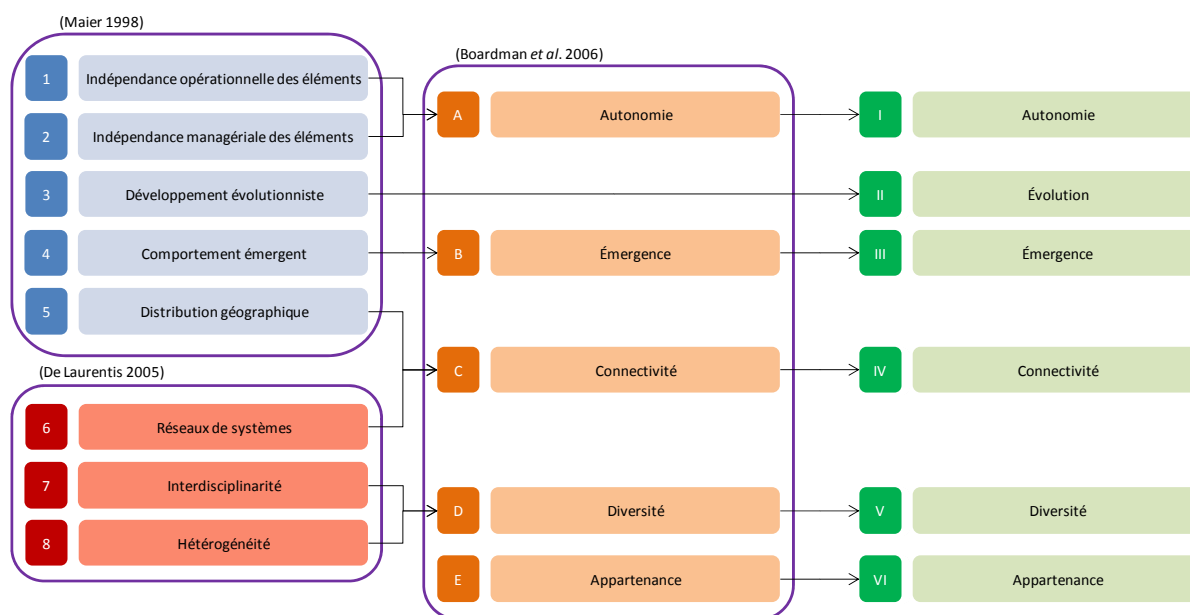 (Maier 1998)
1 Indépendance opérationnelle des éléments
2 Indépendance managériale des éléments
3 Développement évolutionniste
4 Comportement émergent
5 Distribution géographique
(De Laurentis 2005)
6 Réseaux de systèmes
7 Interdisciplinarité
8 Hétérogénéité
(Boardman et al. 2006)
A Autonomie
B Émergence
C Connectivité
D Diversité
E Appartenance
I Autonomie
II Évolution
III Émergence
IV Connectivité
V Diversité
VI Appartenance